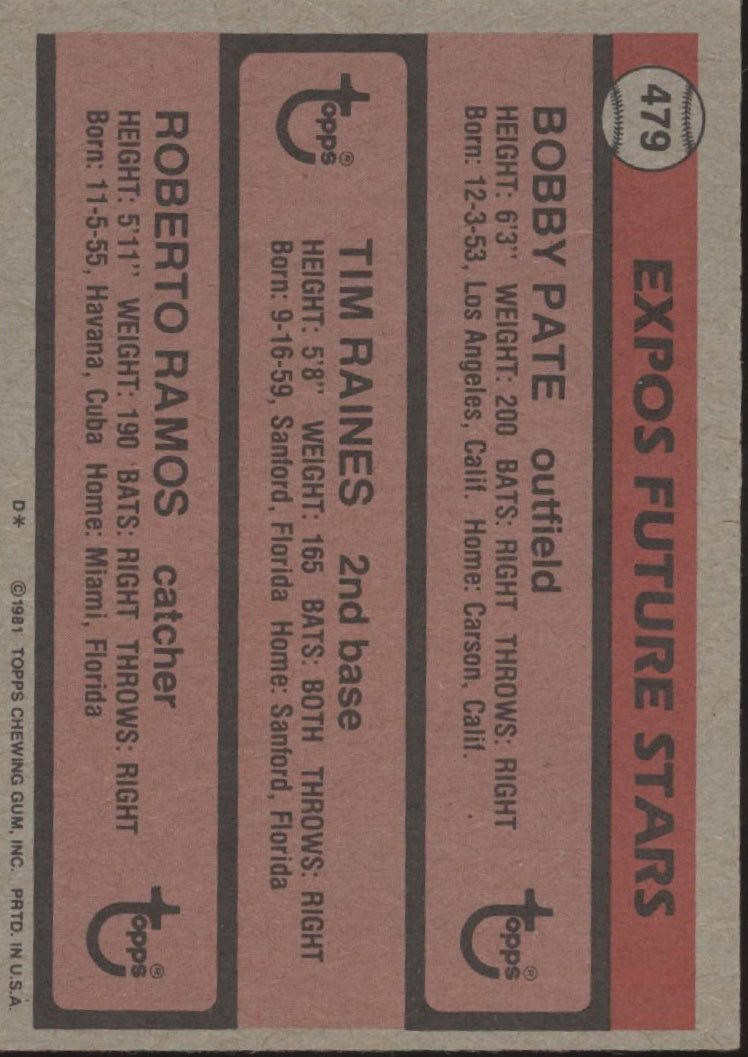 479
EXPOS FUTURE STARS
BOBBY PATE outfield
HEIGHT: 6'3" WEIGHT: 200 BATS: RIGHT THROWS: RIGHT
Born: 12-3-53, Los Angeles, Calif. Home: Carson, Calif.
topps®
topps®
TIM RAINES 2nd base
HEIGHT: 5'8" WEIGHT: 165 BATS: BOTH THROWS: RIGHT
Born: 9-16-59, Sanford, Florida Home: Sanford, Florida
ROBERTO RAMOS catcher
HEIGHT: 5'11" WEIGHT: 190 BATS: RIGHT THROWS: RIGHT
Born: 11-5-55, Havana, Cuba Home: Miami, Florida
topps®
D* ©1981 TOPPS CHEWING GUM, INC. PRTD. IN U.S.A.